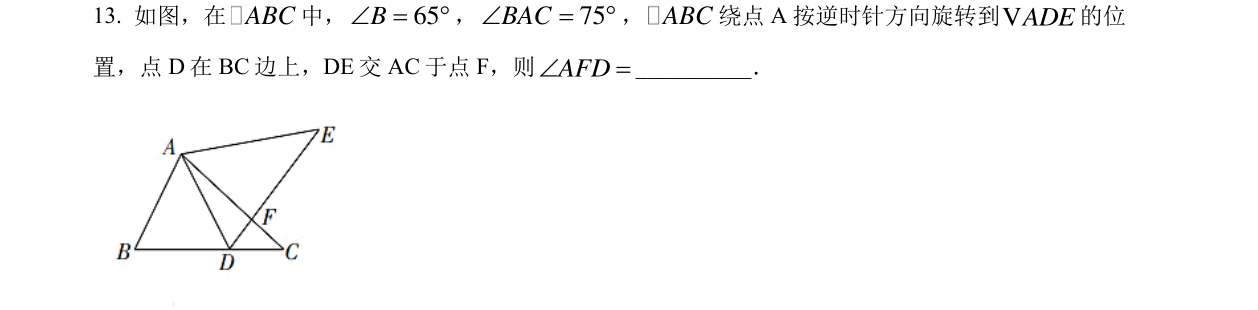 13. 如图，在□ABC 中，∠B = 65°，∠BAC = 75°，□ABC 绕点 A 按逆时针方向旋转到VADE 的位
置，点 D 在 BC 边上，DE 交 AC 于点 F，则∠AFD = __________．
A
E
F
B
D
C